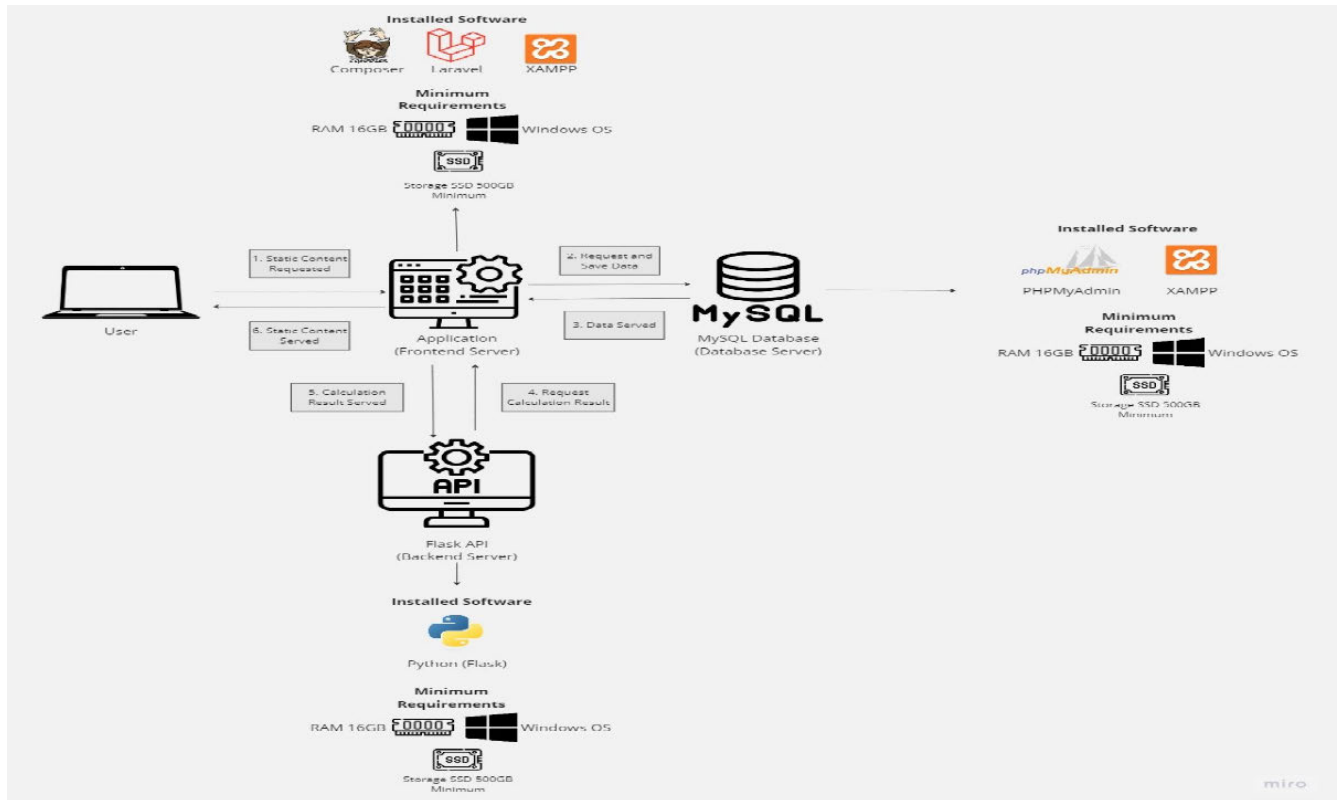 Installed Software
Composer
Laravel
XAMPP
Minimum
Requirements
RAM 16GB
Windows OS
SSD
Storage SSD 500GB
Minimum
1. Static Content
Requested
2. Request and
Save Data
User
6. Static Content
Served
Application
(Frontend Server)
3. Data Served
MySQL
MySQL Database
(Database Server)
Installed Software
phpMyAdmin
PHPMyAdmin
XAMPP
Minimum
Requirements
RAM 16GB
Windows OS
SSD
Storage SSD 500GB
Minimum
5. Calculation
Result Served
4. Request
Calculation Result
API
Flask API
(Backend Server)
Installed Software
Python (Flask)
Minimum
Requirements
RAM 16GB
Windows OS
SSD
Storage SSD 500GB
Minimum
miro